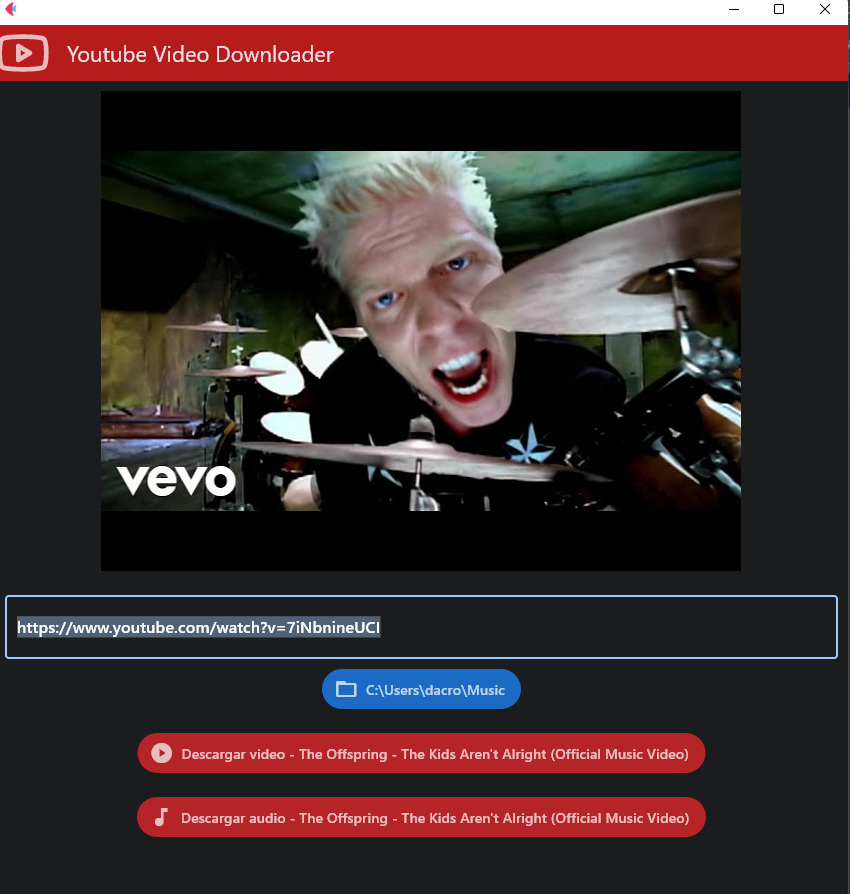 Youtube Video Downloader
vevo
https://www.youtube.com/watch?v=7iNbnineUCI
C:\Users\dacro\Music
Descargar video - The Offspring - The Kids Aren't Alright (Official Music Video)
Descargar audio - The Offspring - The Kids Aren't Alright (Official Music Video)